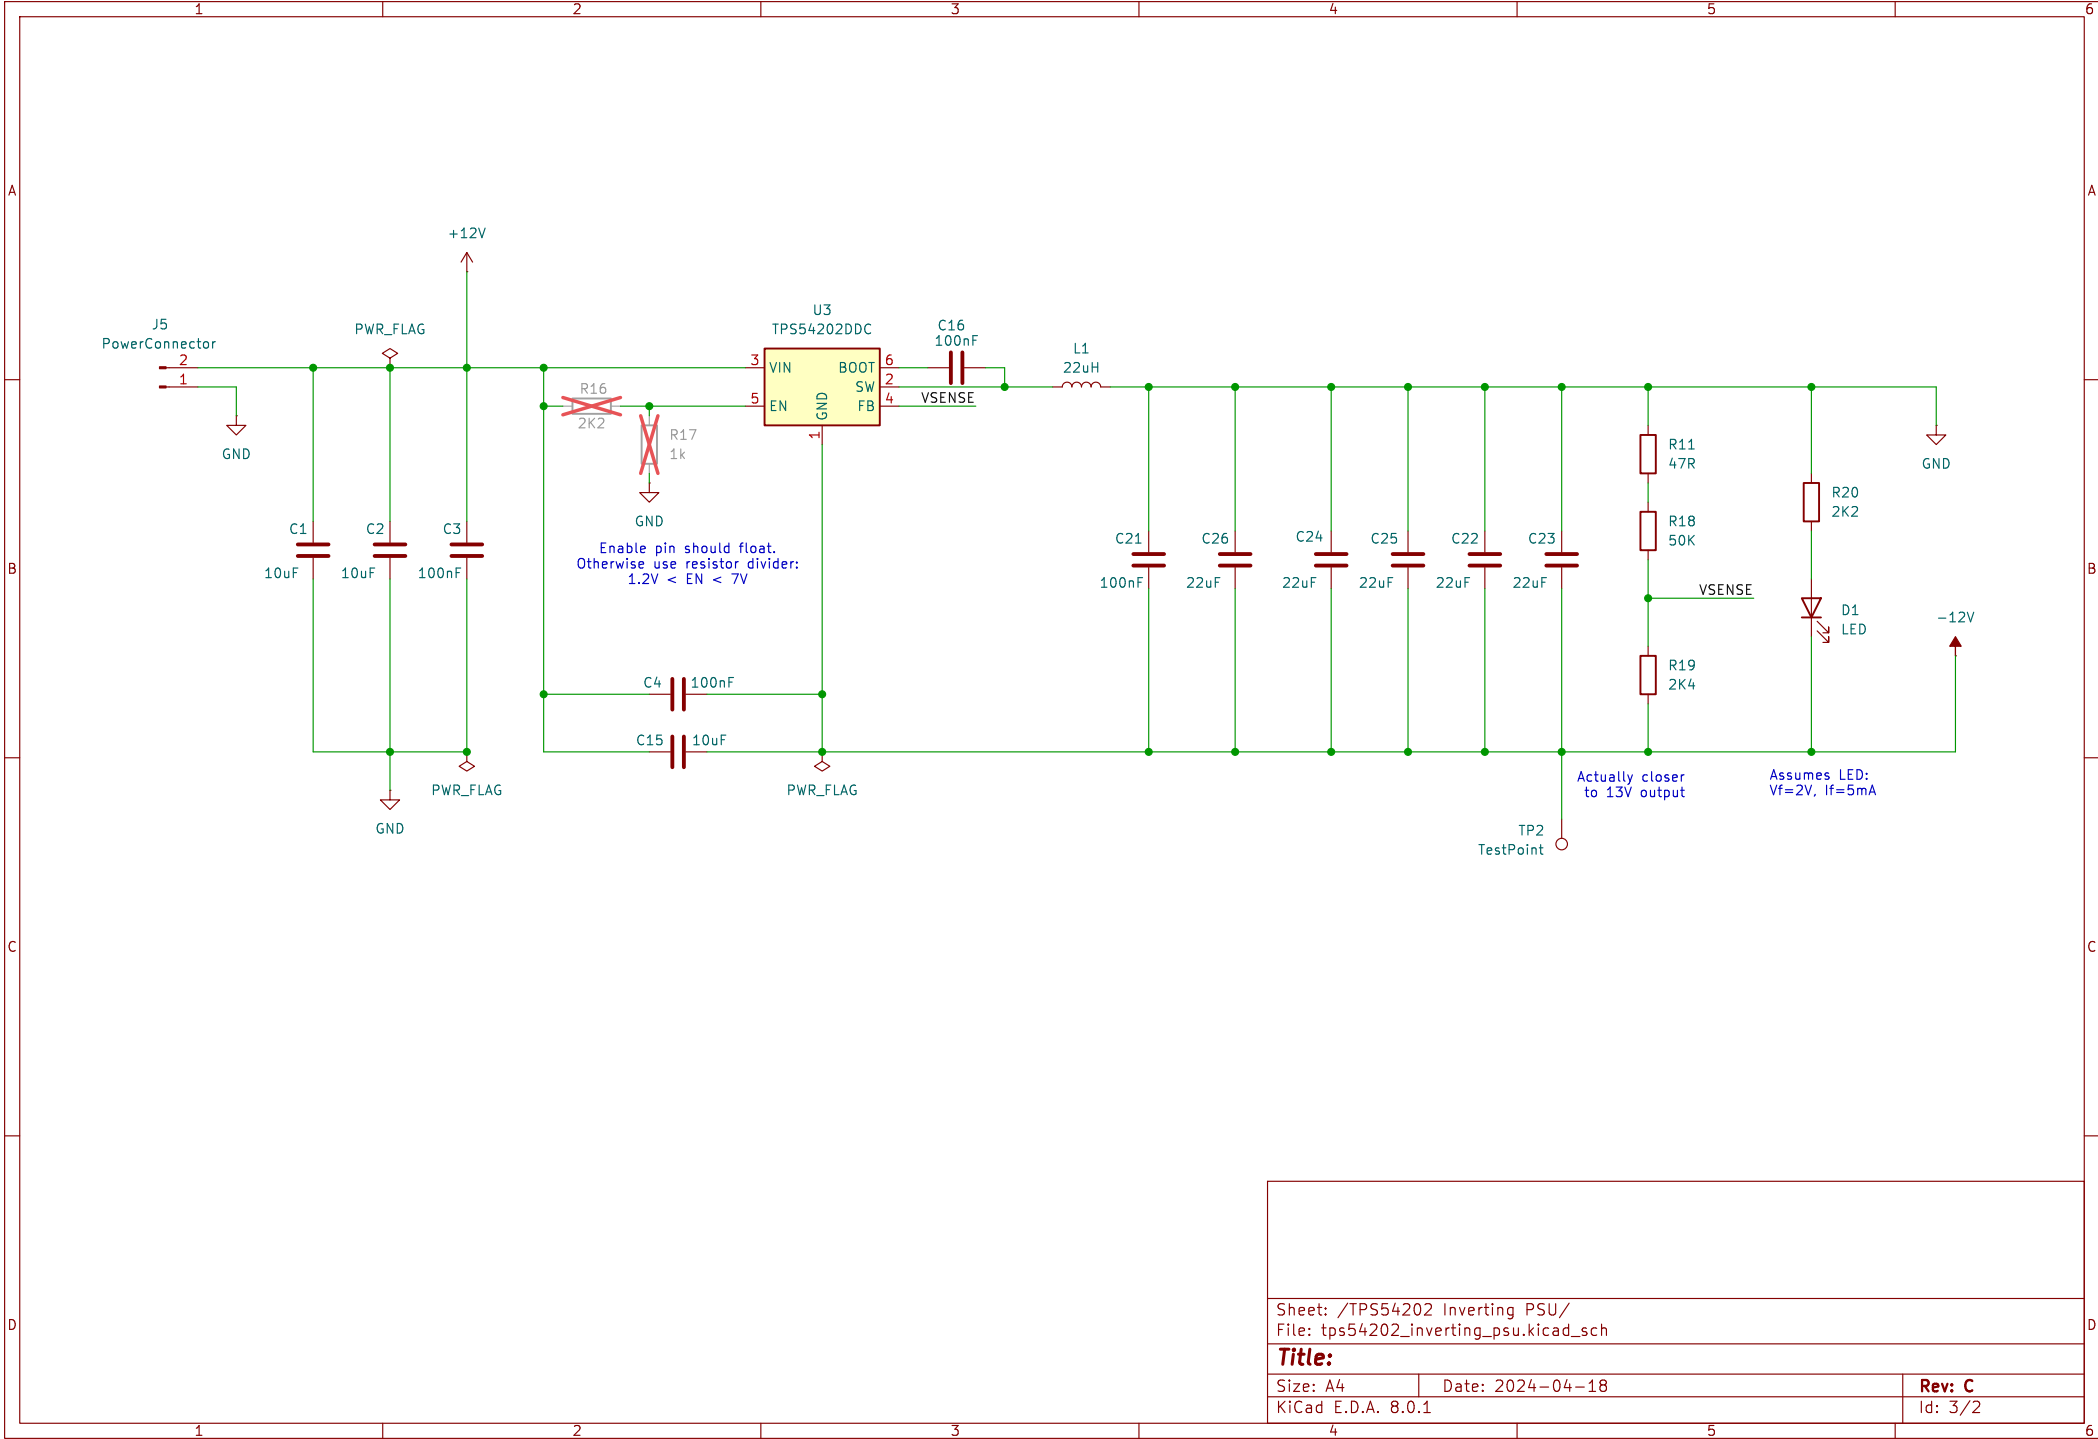 1 2 3 4 5 6
A A
+12V
J5
PowerConnector
2
1
GND
PWR_FLAG
U3
TPS54202DDC
3 VIN
5 EN
GND
1
BOOT 6
SW 2
FB 4
C16
100nF
VSENSE
L1
22uH
R16
2K2
R17
1k
GND
Enable pin should float.
Otherwise use resistor divider:
1.2V < EN < 7V
B B
C1
10uF
C2
10uF
C3
100nF
C4 100nF
C15 10uF
PWR_FLAG
GND
PWR_FLAG
C21
100nF
C26
22uF
C24
22uF
C25
22uF
C22
22uF
C23
22uF
R11
47R
R18
50K
VSENSE
R19
2K4
R20
2K2
D1
LED
GND
-12V
Actually closer
to 13V output
Assumes LED:
Vf=2V, If=5mA
TP2
TestPoint
C C
D D
Sheet: /TPS54202 Inverting PSU/
File: tps54202_inverting_psu.kicad_sch
Title:
Size: A4 Date: 2024-04-18 Rev: C
KiCad E.D.A. 8.0.1 Id: 3/2
1 2 3 4 5 6